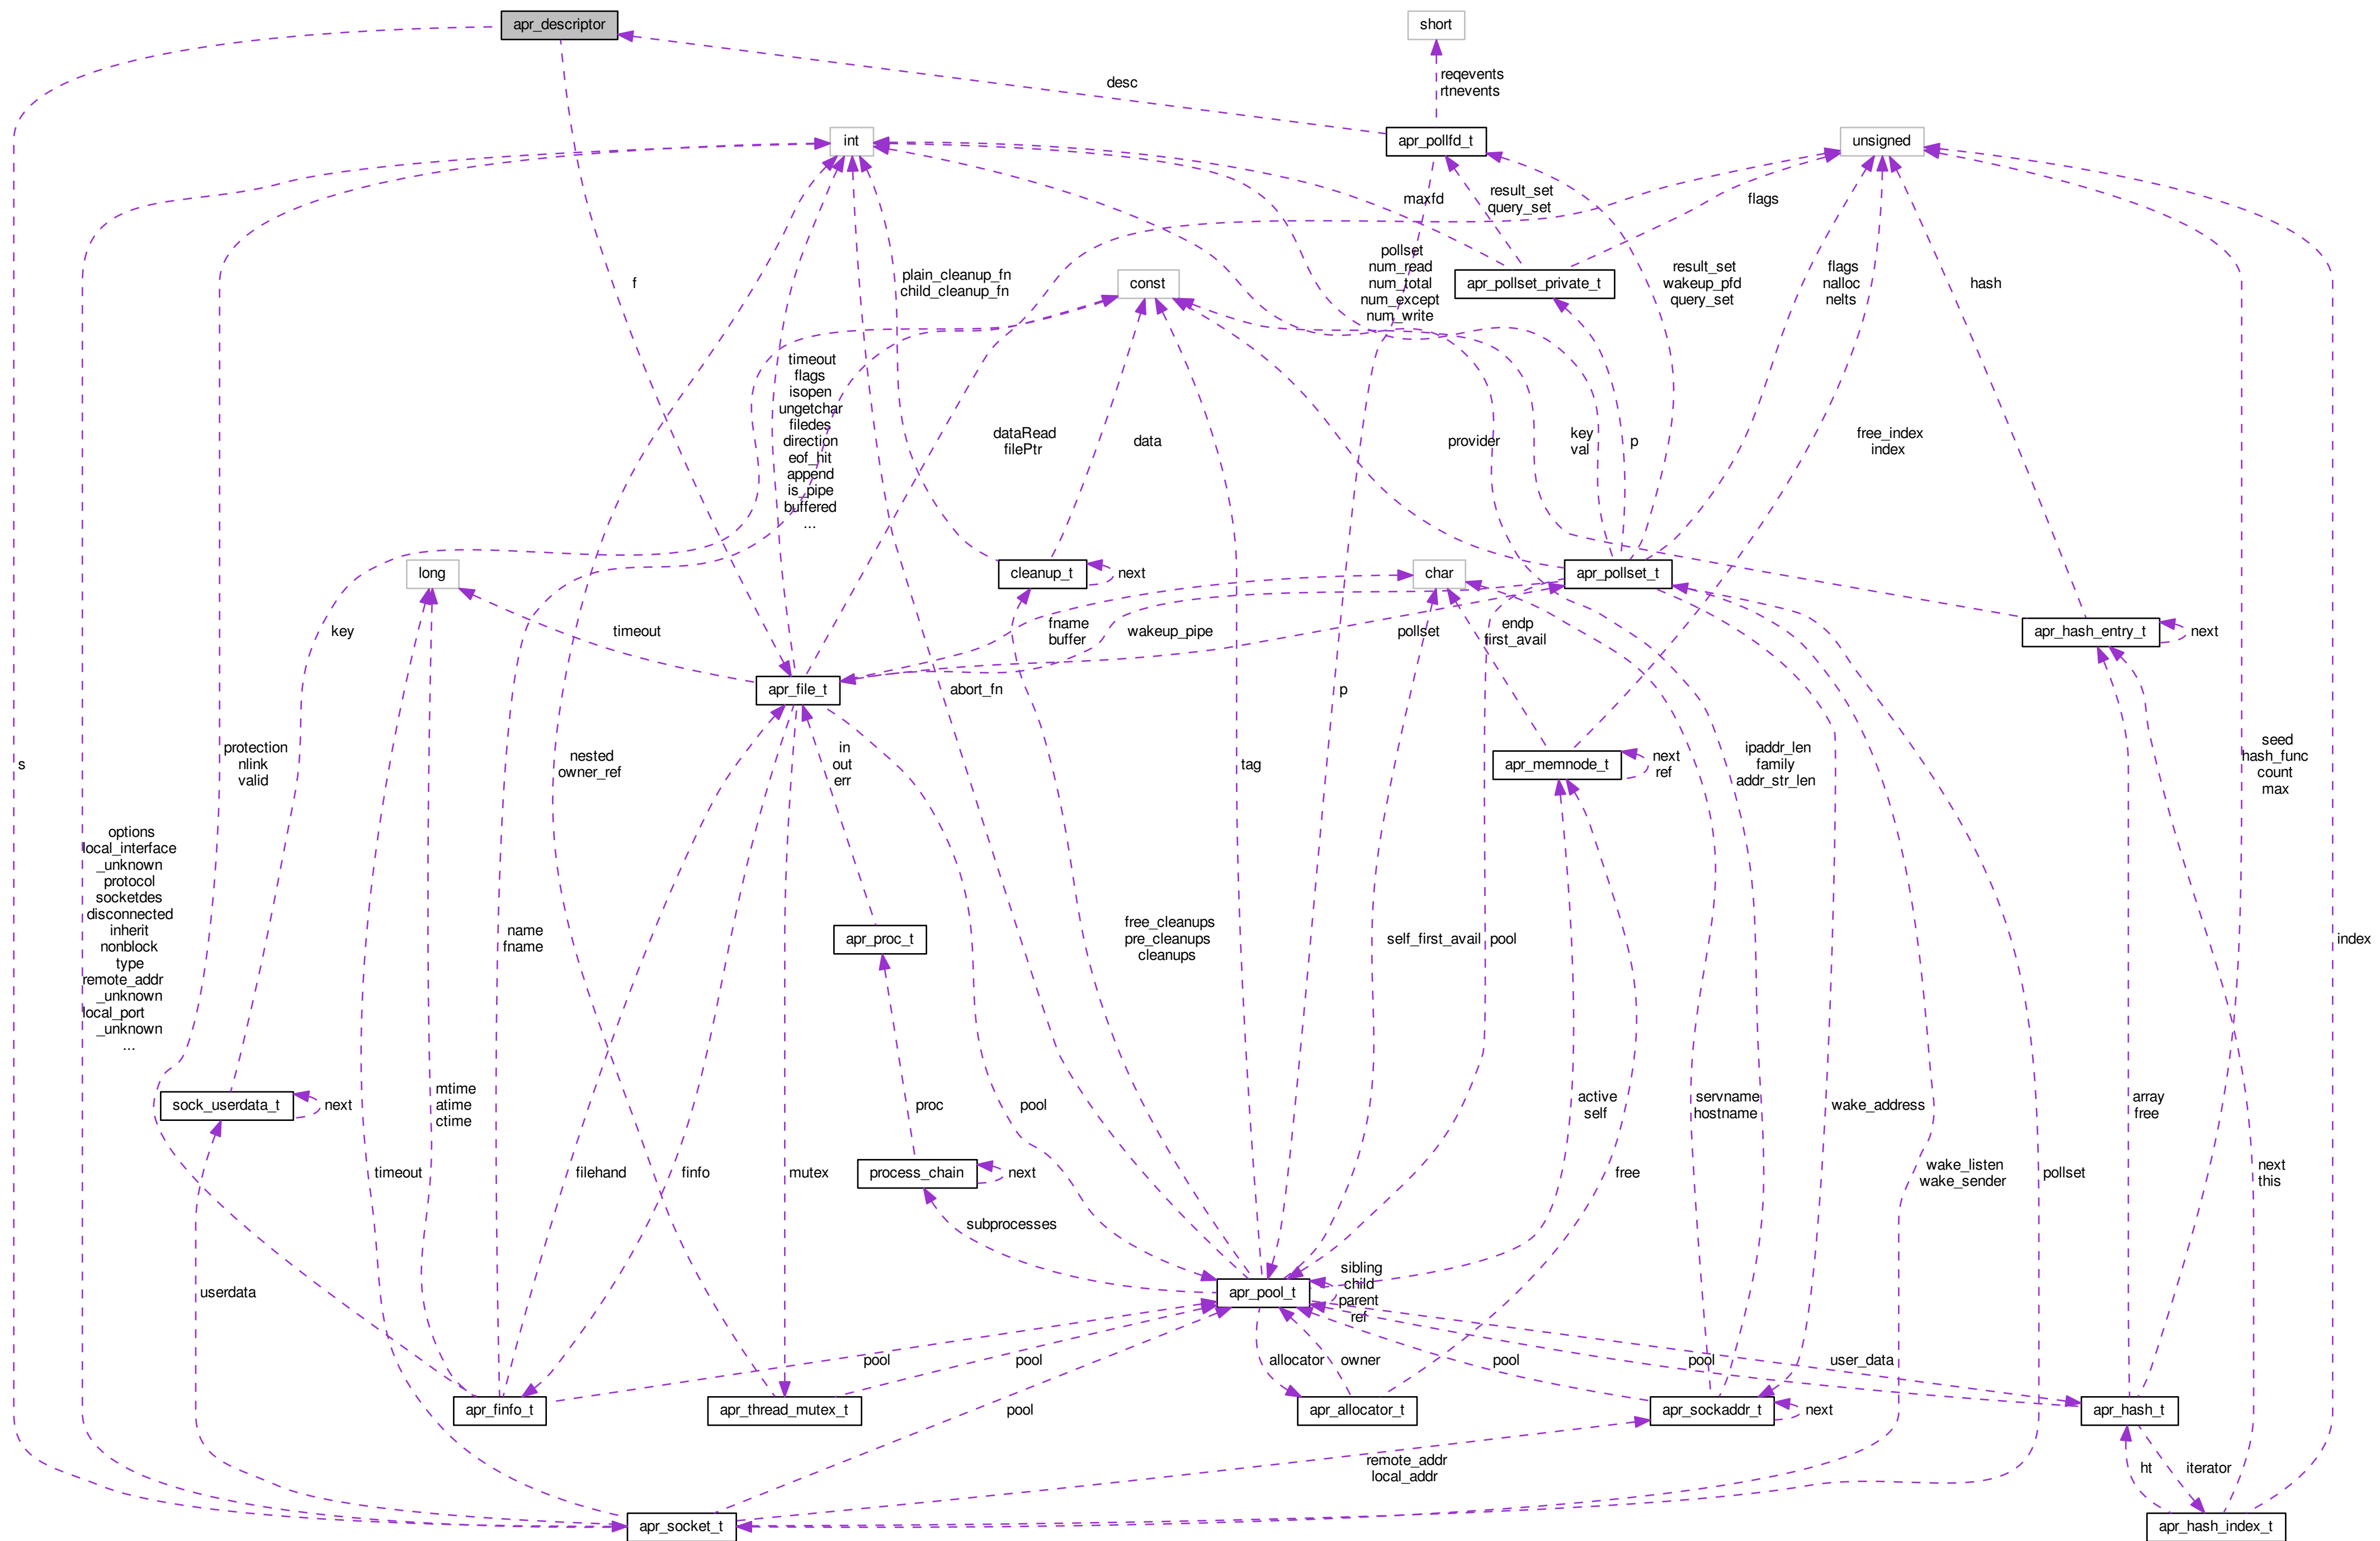 apr_descriptor
short
reqevents
rtnevents
desc
int
apr_pollfd_t
unsigned
maxfd
result_set
query_set
flags
f
plain_cleanup_fn
child_cleanup_fn
const
pollset
num_read
num_total
num_except
num_write
apr_pollset_private_t
result_set
wakeup_pfd
query_set
flags
nalloc
nelts
hash
timeout
flags
isopen
ungetchar
filedes
direction
eof_hit
append
is_pipe
buffered
...
dataRead
filePtr
data
provider
key
val
p
free_index
index
long
cleanup_t
next
char
apr_pollset_t
key
timeout
fname
buffer
wakeup_pipe
pollset
endp
first_avail
apr_hash_entry_t
next
apr_file_t
abort_fn
p
s
protection
nlink
valid
nested
owner_ref
in
out
err
tag
apr_memnode_t
next
ref
ipaddr_len
family
addr_str_len
seed
hash_func
count
max
options
local_interface
_unknown
protocol
socketdes
disconnected
inherit
nonblock
type
remote_addr
_unknown
local_port
_unknown
...
name
fname
apr_proc_t
free_cleanups
pre_cleanups
cleanups
self_first_avail
pool
index
sock_userdata_t
next
mtime
atime
ctime
proc
pool
active
self
servname
hostname
wake_address
array
free
timeout
filehand
finfo
mutex
process_chain
next
free
wake_listen
wake_sender
pollset
next
this
subprocesses
userdata
apr_pool_t
sibling
child
parent
ref
pool
pool
allocator
owner
pool
pool
user_data
apr_finfo_t
apr_thread_mutex_t
pool
apr_allocator_t
apr_sockaddr_t
next
apr_hash_t
remote_addr
local_addr
ht
iterator
apr_socket_t
apr_hash_index_t